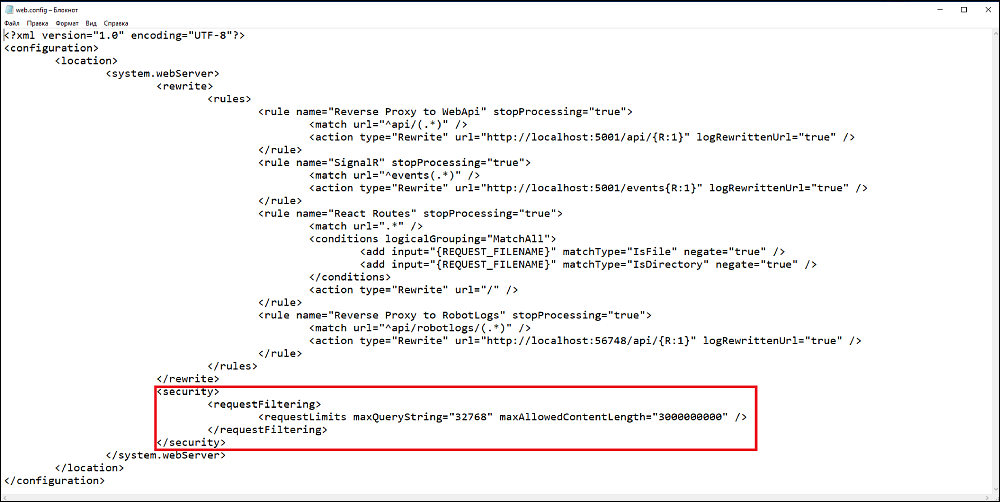 web.config – Блокнот
Файл Правка Формат Вид Справка
<?xml version="1.0" encoding="UTF-8"?>
<configuration>
	<location>
		<system.webServer>
			<rewrite>
				<rules>
					<rule name="Reverse Proxy to WebApi" stopProcessing="true">
						<match url="^api/(.*)" />
						<action type="Rewrite" url="http://localhost:5001/api/{R:1}" logRewrittenUrl="true" />
					</rule>
					<rule name="SignalR" stopProcessing="true">
						<match url="^events(.*)" />
						<action type="Rewrite" url="http://localhost:5001/events{R:1}" logRewrittenUrl="true" />
					</rule>
					<rule name="React Routes" stopProcessing="true">
						<match url=".*" />
						<conditions logicalGrouping="MatchAll">
							<add input="{REQUEST_FILENAME}" matchType="IsFile" negate="true" />
							<add input="{REQUEST_FILENAME}" matchType="IsDirectory" negate="true" />
						</conditions>
						<action type="Rewrite" url="/" />
					</rule>
					<rule name="Reverse Proxy to RobotLogs" stopProcessing="true">
						<match url="^api/robotlogs/(.*)" />
						<action type="Rewrite" url="http://localhost:56748/api/{R:1}" logRewrittenUrl="true" />
					</rule>
				</rules>
			</rewrite>
			<security>
				<requestFiltering>
					<requestLimits maxQueryString="32768" maxAllowedContentLength="3000000000" />
				</requestFiltering>
			</security>
		</system.webServer>
	</location>
</configuration>